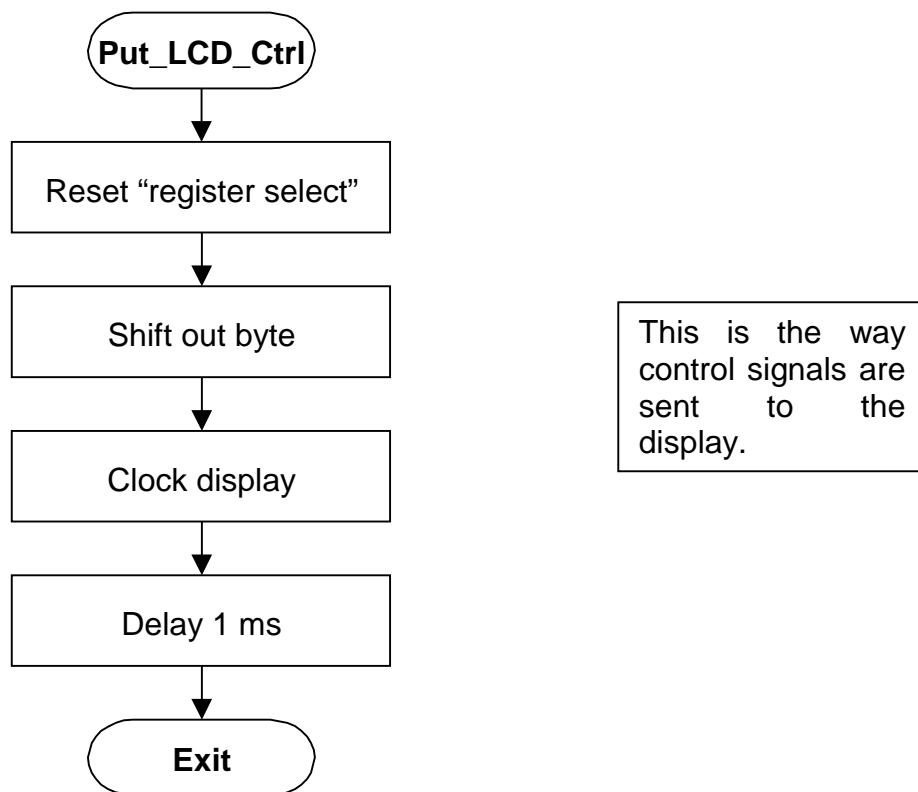 Put_LCD_Ctrl
Reset “register select”
Shift out byte
Clock display
Delay 1 ms
Exit
This is the way
control signals are
sent to the
display.